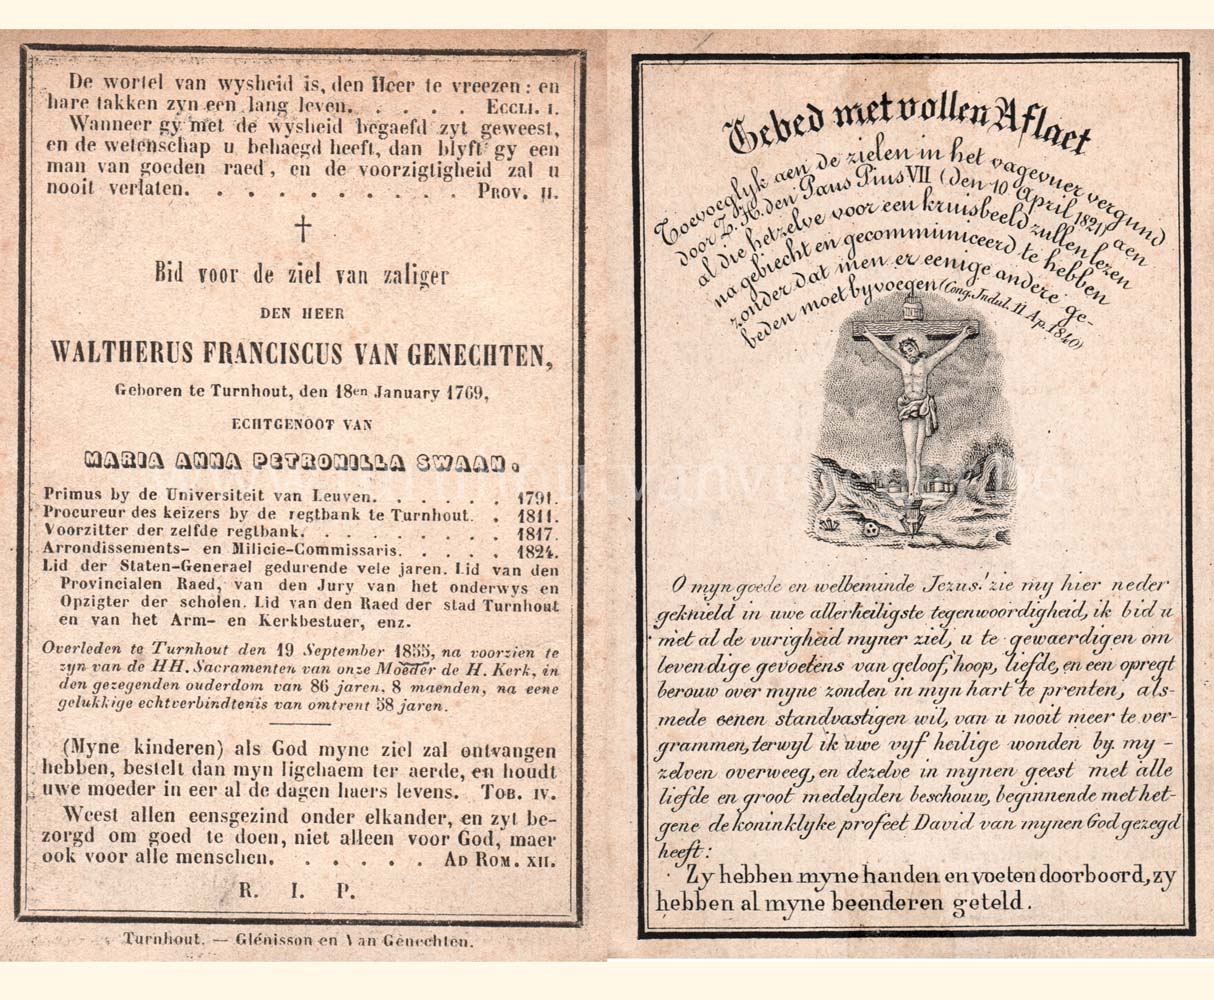 De wortel van wysheid is, den Heer te vreezen : en
hare takken zyn een lang leven. . . . . . Eccli. i.
Wanneer gy met de wysheid begaefd zyt geweest,
en de wetenschap u behaegd heeft, dan blyft gy een
man van goeden raed, en de voorzigtigheid zal u
nooit verlaten. . . . . . . . . . . Prov. ii.
Bid voor de ziel van zaliger
DEN HEER
WALTHERUS FRANCISCUS VAN GENECHTEN,
Geboren te Turnhout, den 18en January 1769,
ECHTGENOOT VAN
MARIA ANNA PETRONILLA SWAAN,
Primus by de Universiteit van Leuven. . . . . . . 1791.
Procureur des keizers by de regtbank te Turnhout. . 1811.
Voorzitter der zelfde regtbank. . . . . . . . . . 1817.
Arrondissements- en Milicie-Commissaris. . . . . 1824.
Lid der Staten-Generael gedurende vele jaren. Lid van den
Provincialen Raed, van den Jury van het onderwys en
Opzigter der scholen. Lid van den Raed der stad Turnhout
en van het Arm- en Kerkbestuer, enz.
Overleden te Turnhout den 19 September 1855, na voorzien te
zyn van de HH. Sacramenten van onze Moeder de H. Kerk, in
den gezegenden ouderdom van 86 jaren, 8 maenden, na eene
gelukkige echtverbindtenis van omtrent 58 jaren.
(Myne kinderen) als God myne ziel zal ontvangen
hebben, bestelt dan myn ligchaem ter aerde, en houdt
uwe moeder in eer al de dagen haers levens. Tob. iv.
Weest allen eensgezind onder elkander, en zyt be-
zorgd om goed te doen, niet alleen voor God, maer
ook voor alle menschen. . . . . . Ad Rom. xii.
R. I. P.
Turnhout. — Glénisson en Van Genechten.
Gebed met vollen Aflaet
Toevoeglyk aen de zielen in het vagevuer vergund
door Z. H. den Paus Pius VII (den 10 April 1821) aen
al die hetzelve voor een kruisbeeld zullen lezen
na gebiecht en gecommuniceerd te hebben
zonder dat men er eenige andere ge-
beden moet byvoegen (Cong. Indul. 11 Ap. 1840)
O myn goede en welbeminde Jezus! zie my hier neder
geknield in uwe allerheiligste tegenwoordigheid, ik bid u
met al de vurigheid myner ziel, u te gewaerdigen om
levendige gevoetens van geloof, hoop, liefde, en een opregt
berouw over myne zonden in myn hart te prenten, als-
mede eenen standvastigen wil, van u nooit meer te ver-
grammen, terwyl ik uwe vyf heilige wonden by my-
zelven overweeg, en dezelve in mynen geest met alle
liefde en groot medelyden beschouw, beginnende met het-
gene de koninklyke profeet David van mynen God gezegd
heeft:
Zy hebben myne handen en voeten doorboord, zy
hebben al myne beenderen geteld.